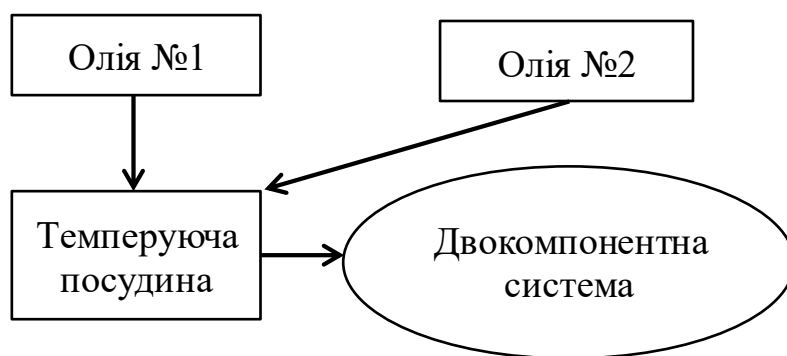 Олія №1
Олія №2
Темперуюча
посудина
Двокомпонентна
система